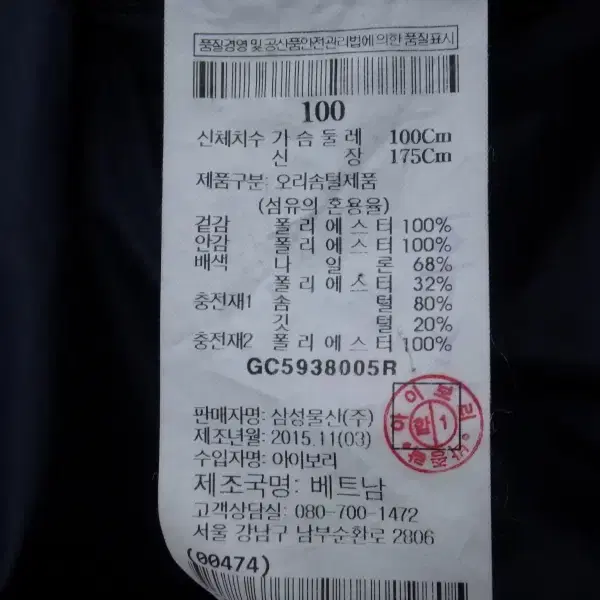 품질경영 및 공산품안전관리법에 의한 품질표시
100
신체치수 가 슴 둘 레 100Cm
신 장 175Cm
제품구분: 오리솜털제품
(섬유의 혼용율)
겉감 폴 리 에 스 터 100%
안감 폴 리 에 스 터 100%
배색 나 일 론 68%
폴 리 에 스 터 32%
충전재1 솜 털 80%
깃 털 20%
충전재2 폴 리 에 스 터 100%
GC5938005R
판매자명: 삼성물산(주)
제조년월: 2015.11(03)
수입자명: 아이보리
제조국명: 베트남
고객상담실: 080-700-1472
서울 강남구 남부순환로 2806
(00474)
아이보리
1